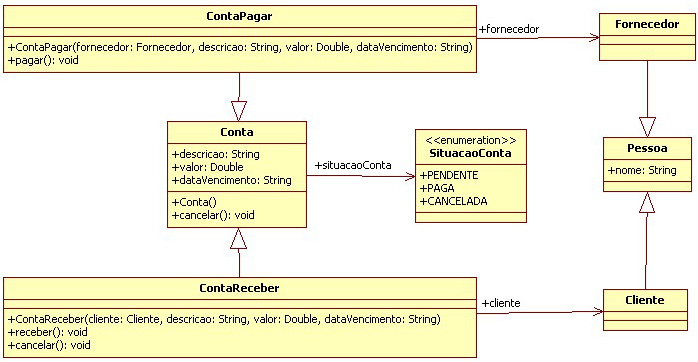 ContaPagar
+ContaPagar(fornecedor: Fornecedor, descricao: String, valor: Double, dataVencimento: String)
+pagar(): void
+fornecedor
Fornecedor
Conta
+descricao: String
+valor: Double
+dataVencimento: String
+Conta()
+cancelar(): void
+situacaoConta
<<enumeration>>
SituacaoConta
+PENDENTE
+PAGA
+CANCELADA
Pessoa
+nome: String
ContaReceber
+ContaReceber(cliente: Cliente, descricao: String, valor: Double, dataVencimento: String)
+receber(): void
+cancelar(): void
+cliente
Cliente